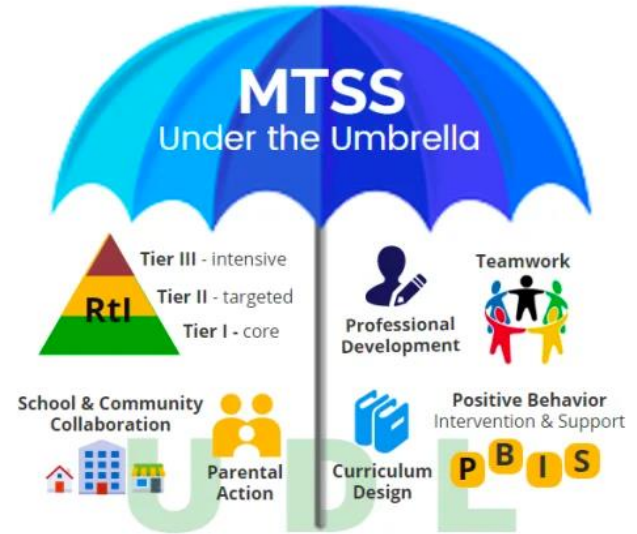 MTSS
Under the Umbrella
Tier III - intensive
Tier II - targeted
Tier I - core
RtI
Professional
Development
Teamwork
School & Community
Collaboration
Parental
Action
Curriculum
Design
Positive Behavior
Intervention & Support
P B I S
UDL